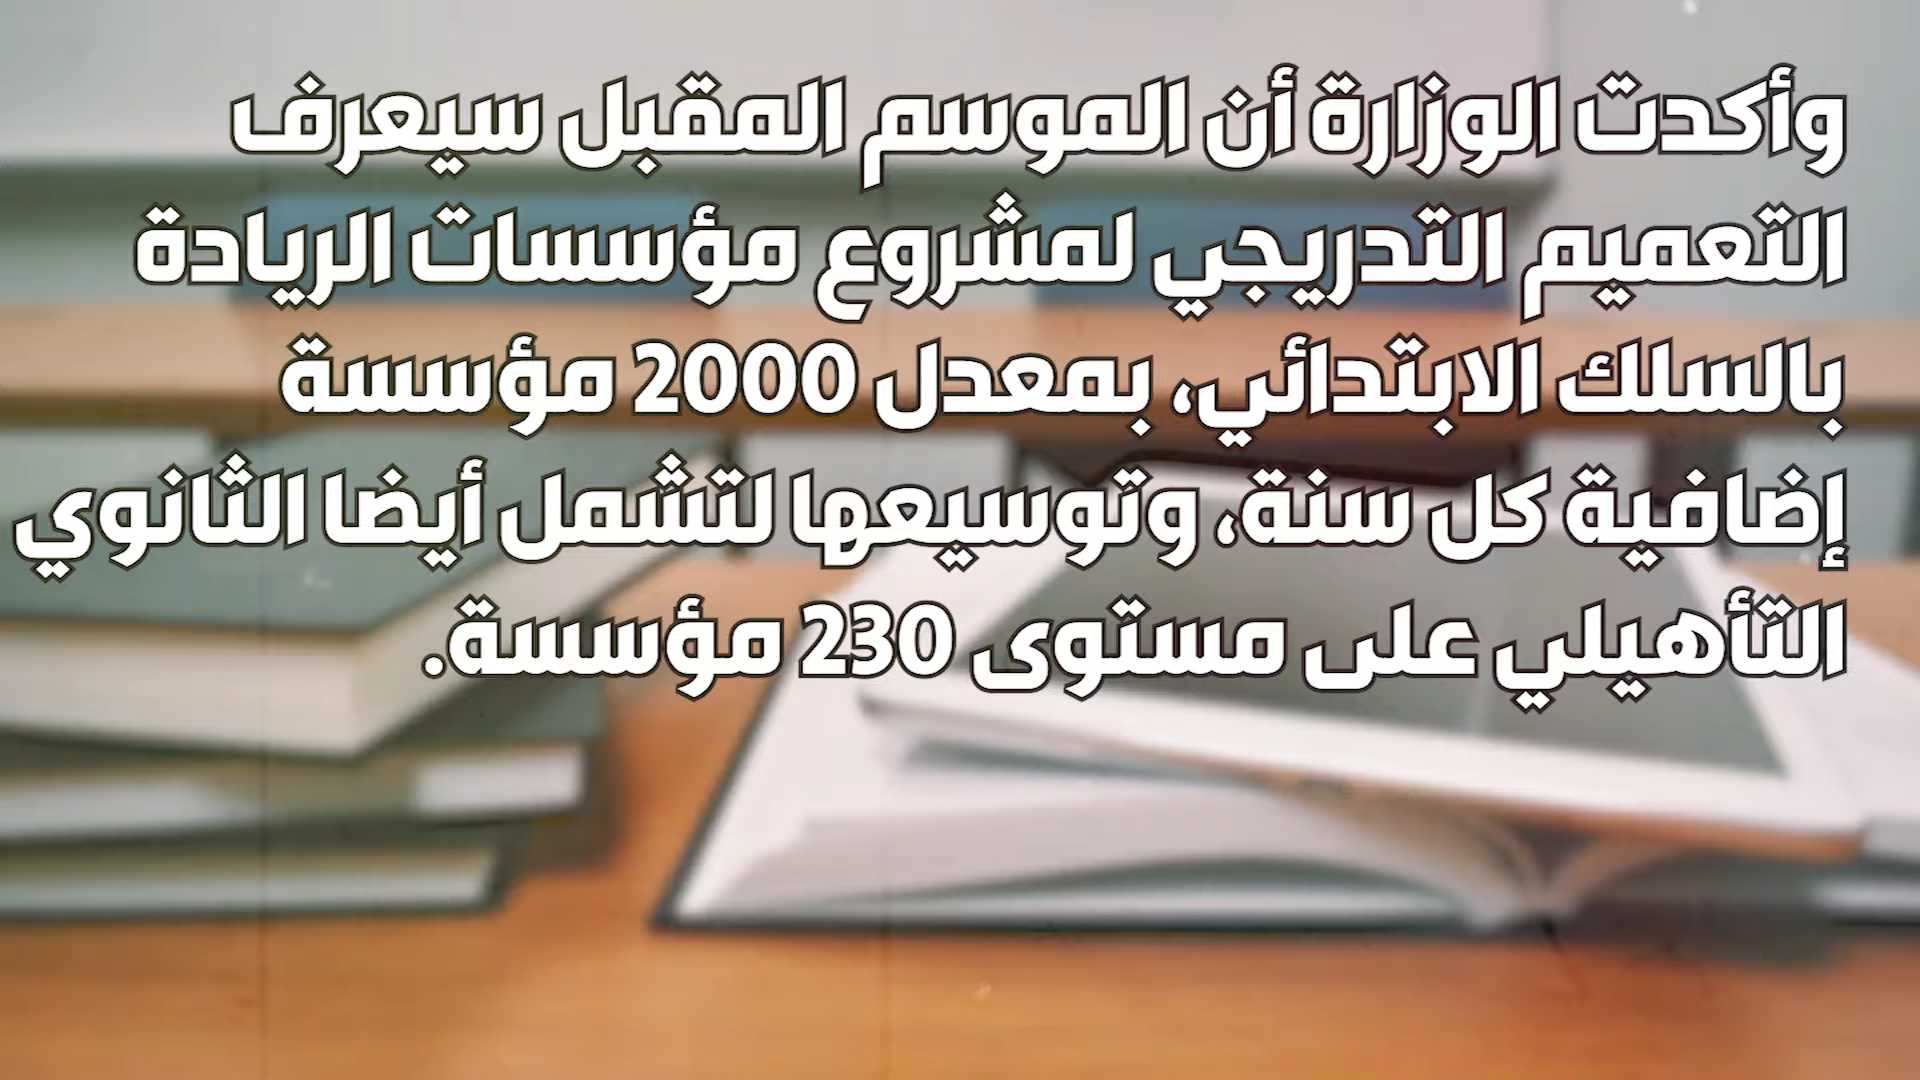 وأكدت الوزارة أن الموسم المقبل سيعرف
التعميم التدريجي لمشروع مؤسسات الريادة
بالسلك الابتدائي، بمعدل 2000 مؤسسة
إضافية كل سنة، وتوسيعها لتشمل أيضا الثانوي
التأهيلي على مستوى 230 مؤسسة.